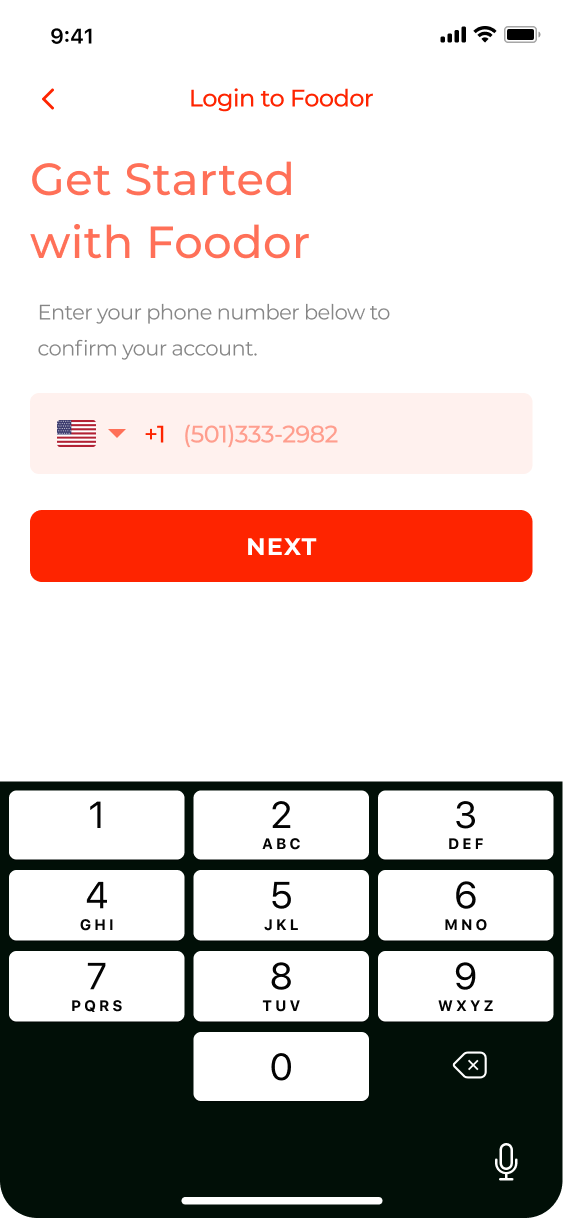 9:41
Login to Foodor
Get Started
with Foodor
Enter your phone number below to
confirm your account.
+1 (501)333-2982
NEXT
1 2 3
ABC DEF
4 5 6
GHI JKL MNO
7 8 9
PQRS TUV WXYZ
0